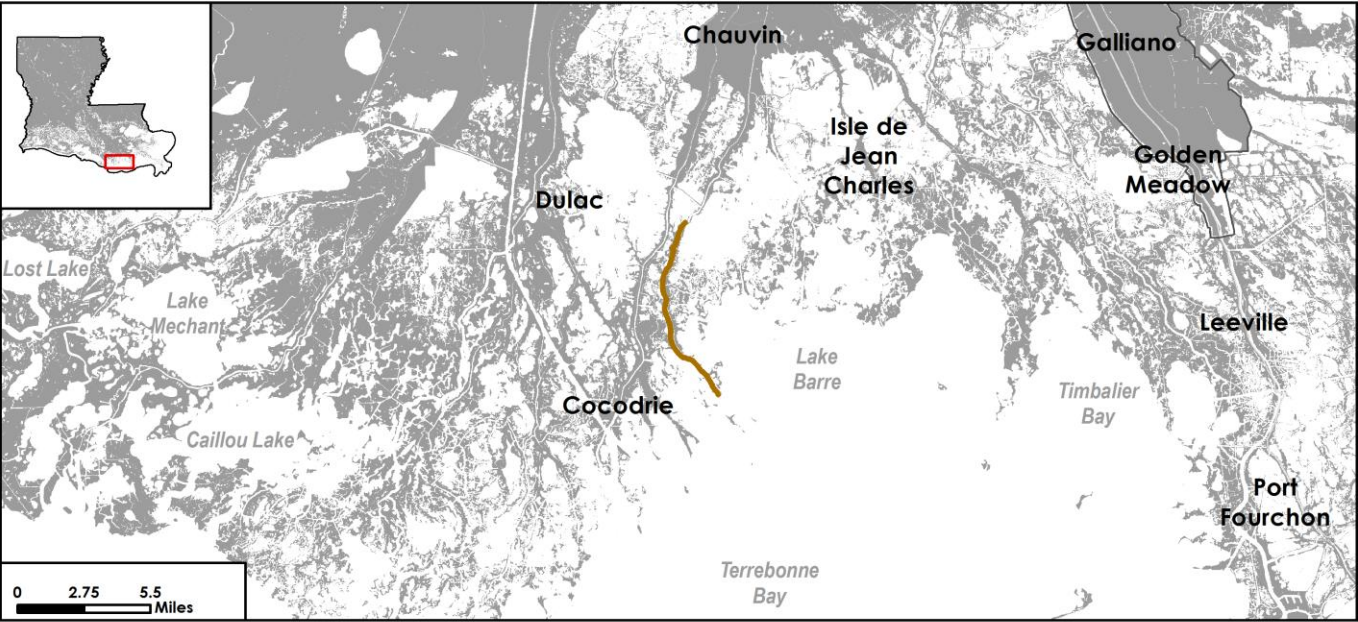 Chauvin
Galliano
Isle de
Jean
Charles
Golden
Meadow
Dulac
Lost Lake
Lake
Mechant
Leeville
Lake
Barre
Timbalier
Bay
Cocodrie
Caillou Lake
Port
Fourchon
Terrebonne
Bay
0 2.75 5.5
Miles